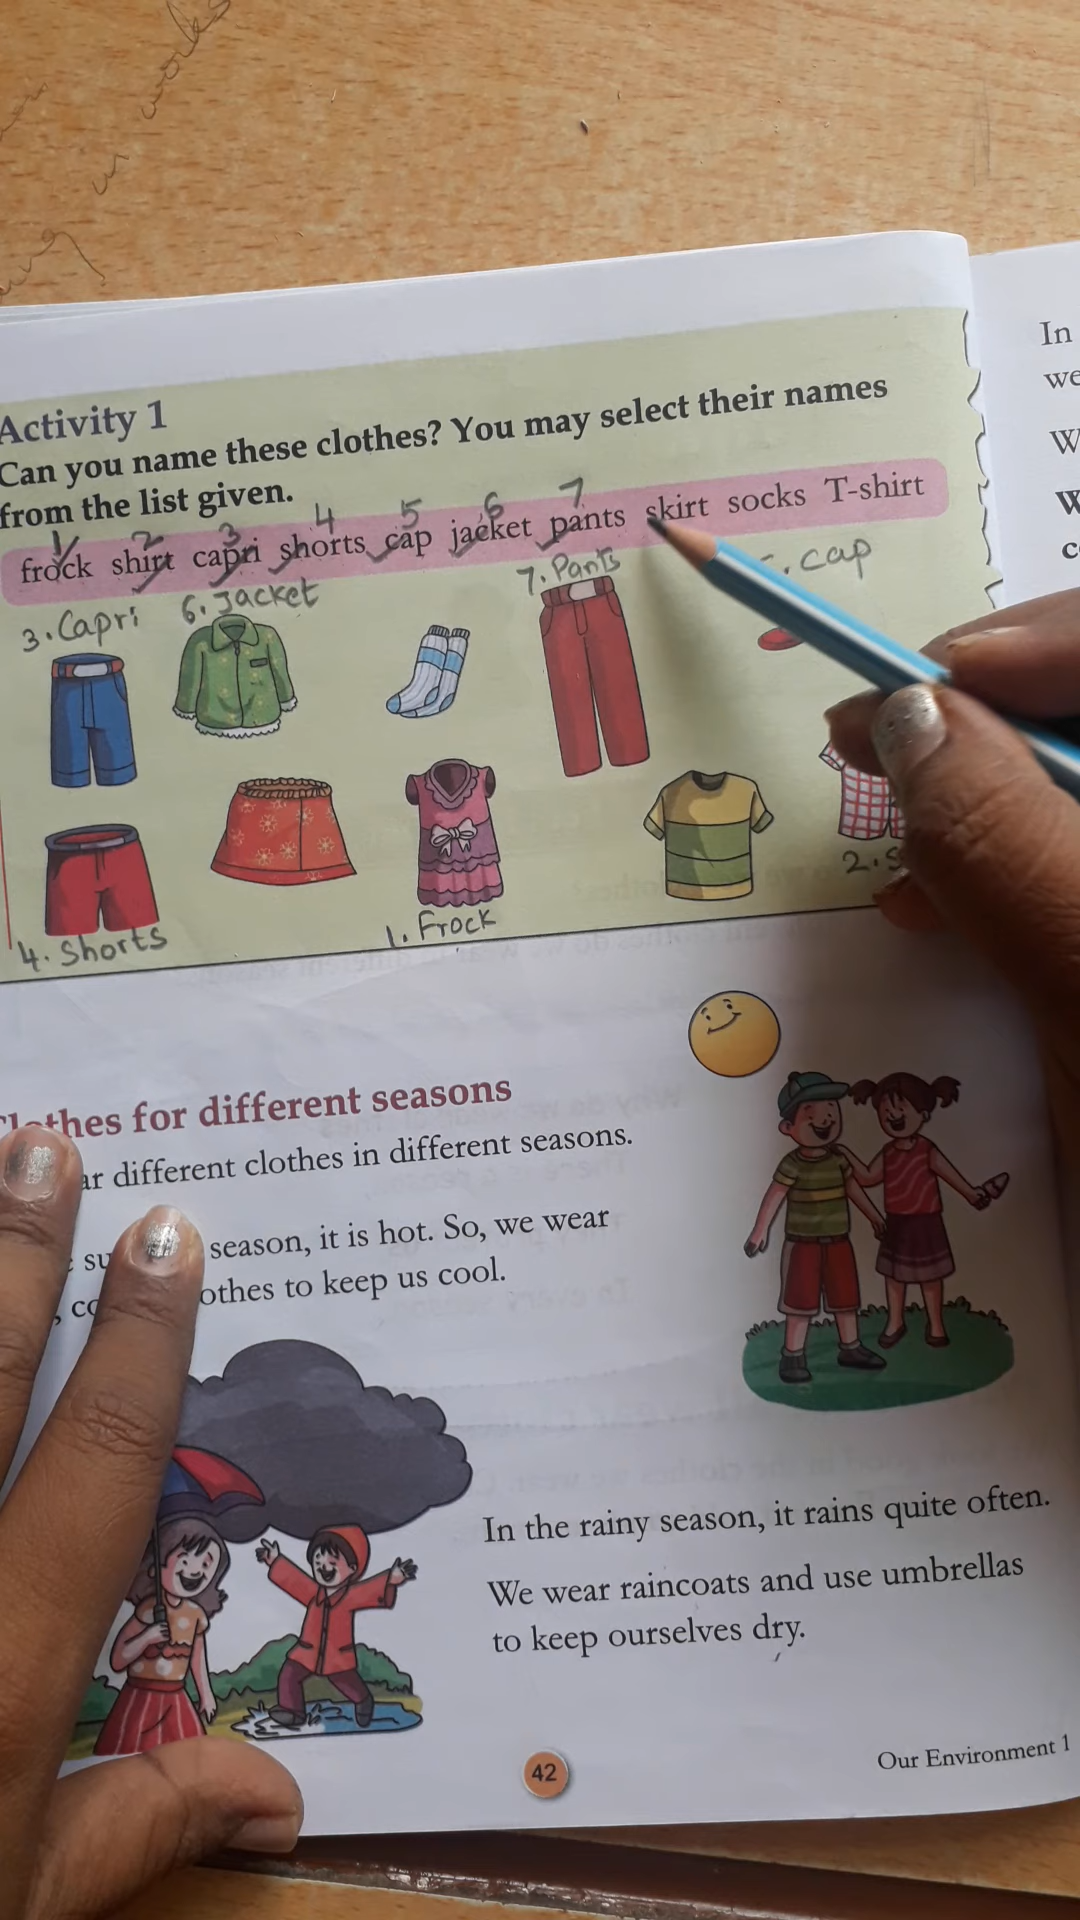 Activity 1
Can you name these clothes? You may select their names
from the list given.
1 2 3 4 5 6 7
frock shirt capri shorts cap jacket pants skirt socks T-shirt
3. Capri 6. Jacket 7. Pants . cap
2. S
4. Shorts 1. Frock
Clothes for different seasons
ar different clothes in different seasons.
su season, it is hot. So, we wear
, co othes to keep us cool.
In the rainy season, it rains quite often.
We wear raincoats and use umbrellas
to keep ourselves dry.
42
Our Environment 1
In
we
W
W
c